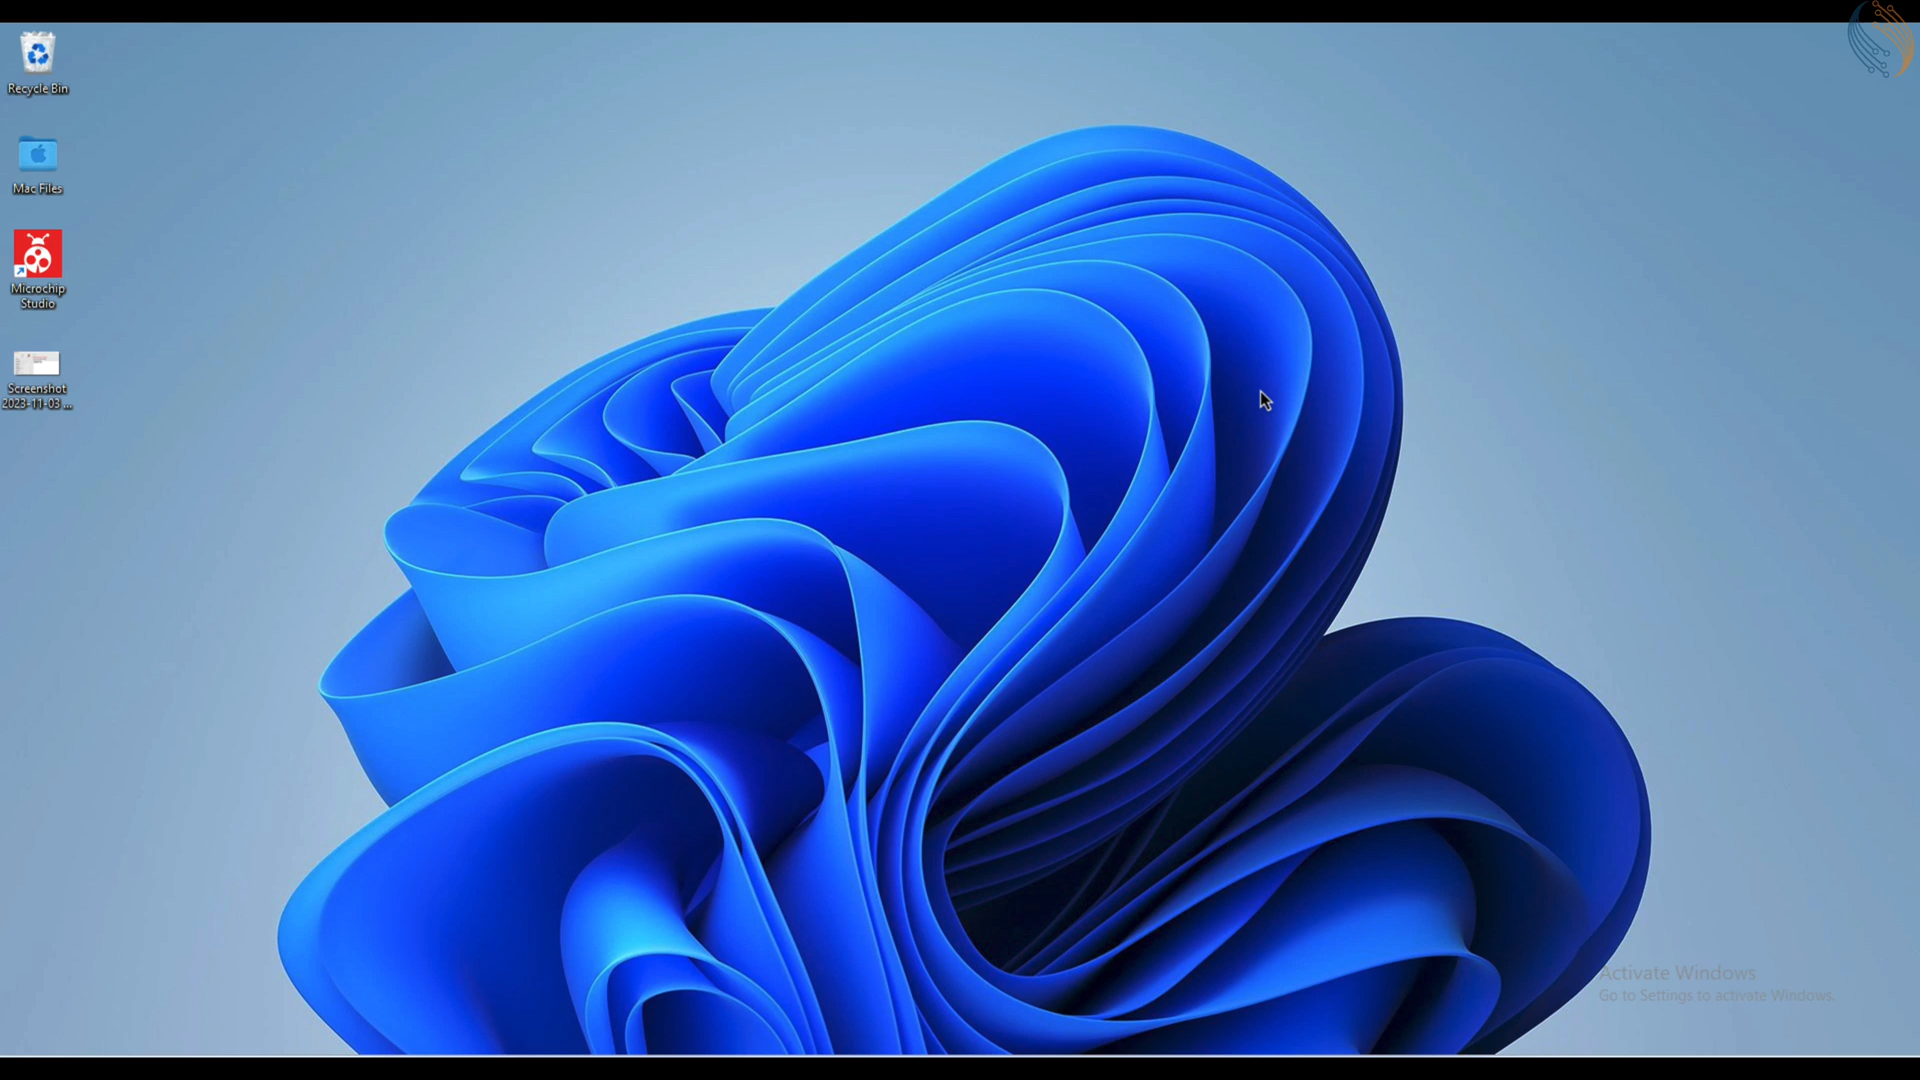 Recycle Bin
Mac Files
Microchip
Studio
Screenshot
2023-11-03 ...
Activate Windows
Go to Settings to activate Windows.